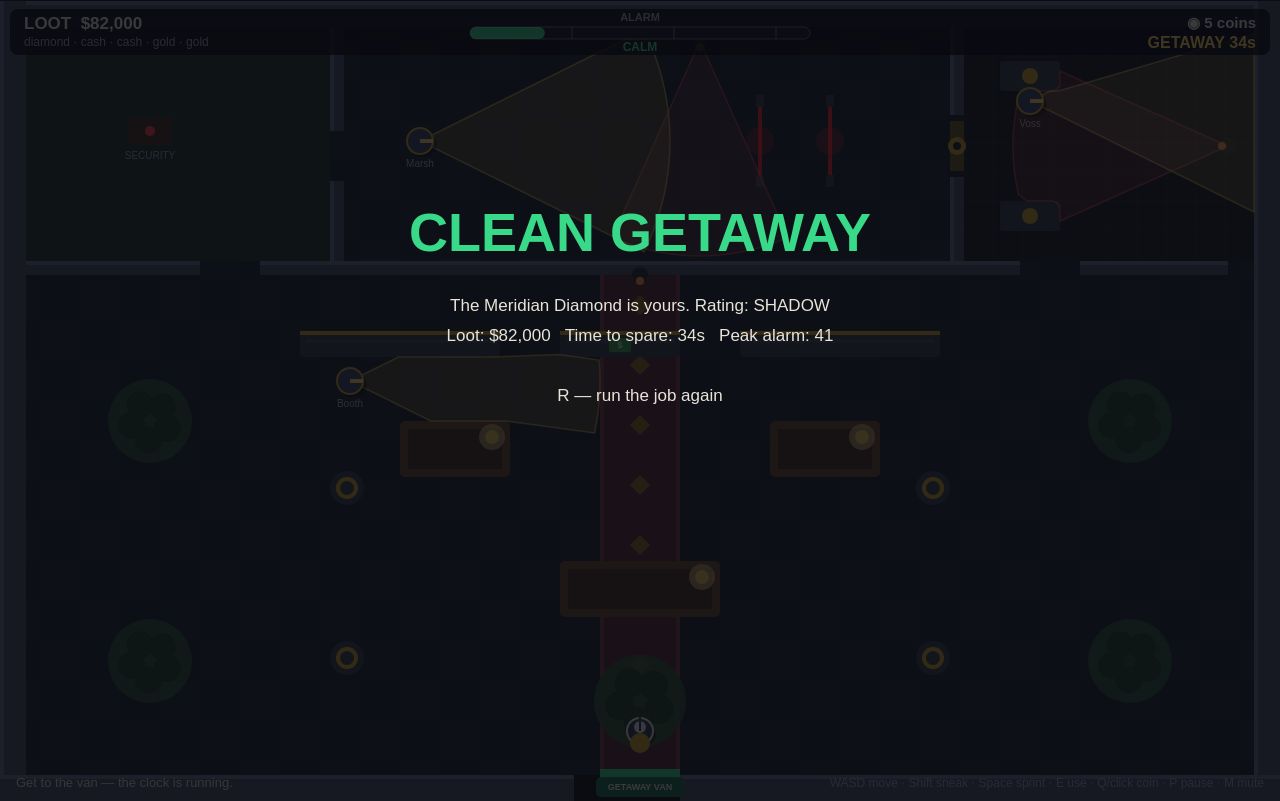 LOOT $82,000
diamond · cash · cash · gold · gold
ALARM
CALM
◉ 5 coins
GETAWAY 34s
SECURITY
Marsh
Voss
CLEAN GETAWAY
The Meridian Diamond is yours. Rating: SHADOW
Loot: $82,000 Time to spare: 34s Peak alarm: 41
Booth
R — run the job again
GETAWAY VAN
Get to the van — the clock is running.
WASD move · Shift sneak · Space sprint · E use · Q/click coin · P pause · M mute